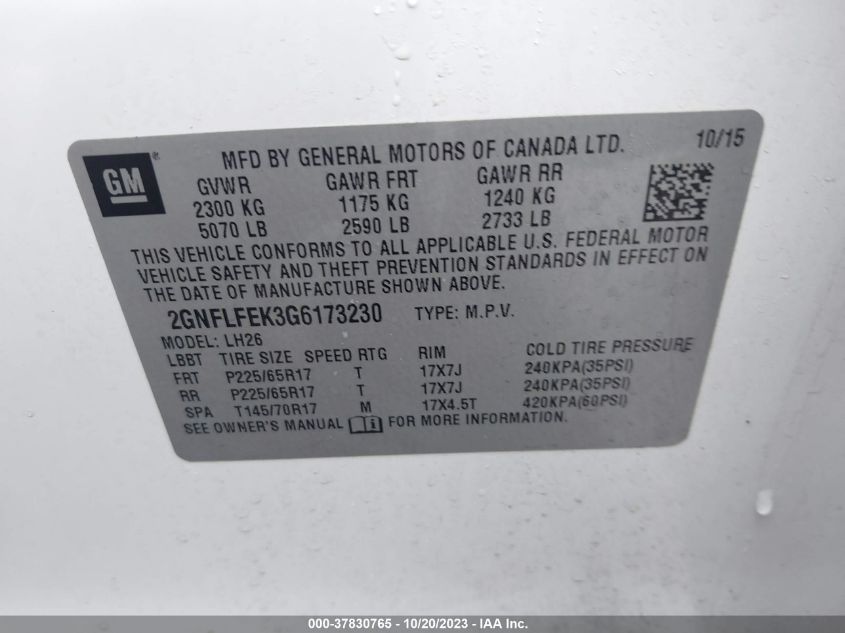 MFD BY GENERAL MOTORS OF CANADA LTD. 10/15
GM®
GVWR GAWR FRT GAWR RR
2300 KG 1175 KG 1240 KG
5070 LB 2590 LB 2733 LB
THIS VEHICLE CONFORMS TO ALL APPLICABLE U.S. FEDERAL MOTOR
VEHICLE SAFETY AND THEFT PREVENTION STANDARDS IN EFFECT ON
THE DATE OF MANUFACTURE SHOWN ABOVE.
2GNFLFEK3G6173230 TYPE: M.P.V.
MODEL: LH26
LBBT TIRE SIZE SPEED RTG RIM COLD TIRE PRESSURE
FRT P225/65R17 T 17X7J 240KPA(35PSI)
RR P225/65R17 T 17X7J 240KPA(35PSI)
SPA T145/70R17 M 17X4.5T 420KPA(60PSI)
SEE OWNER'S MANUAL FOR MORE INFORMATION.
000-37830765 - 10/20/2023 - IAA Inc.